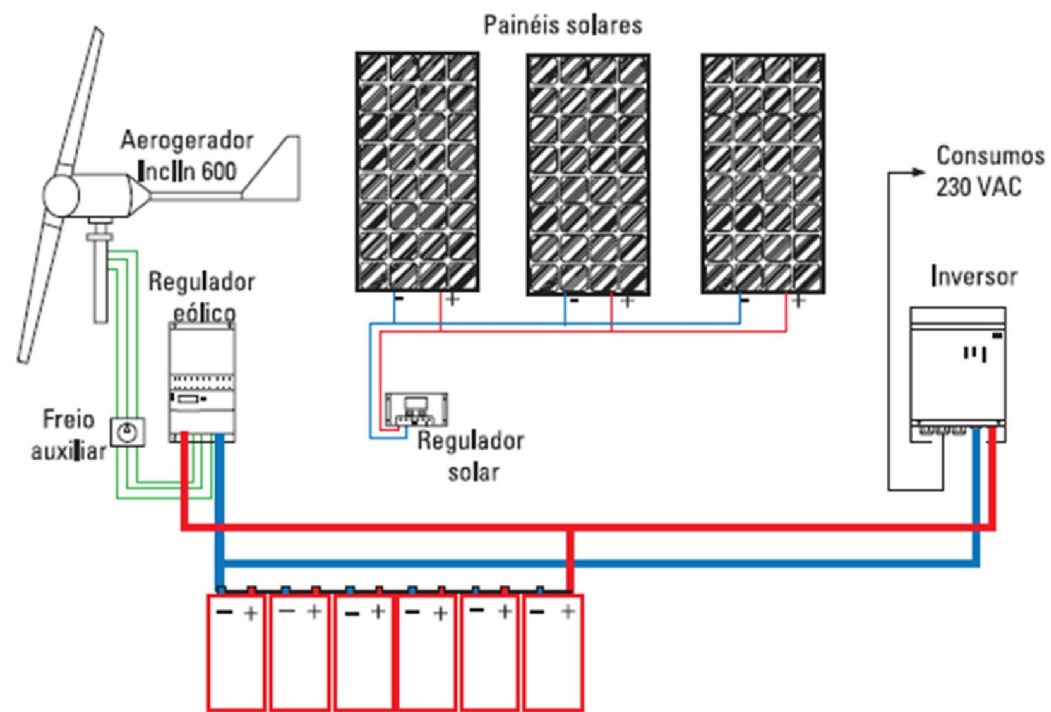 Painéis solares
Aerogerador
Inclin 600
Consumos
230 VAC
Regulador
eólico
Inversor
- + - + - +
Freio
auxiliar
Regulador
solar
- + - + - + - + - + - +